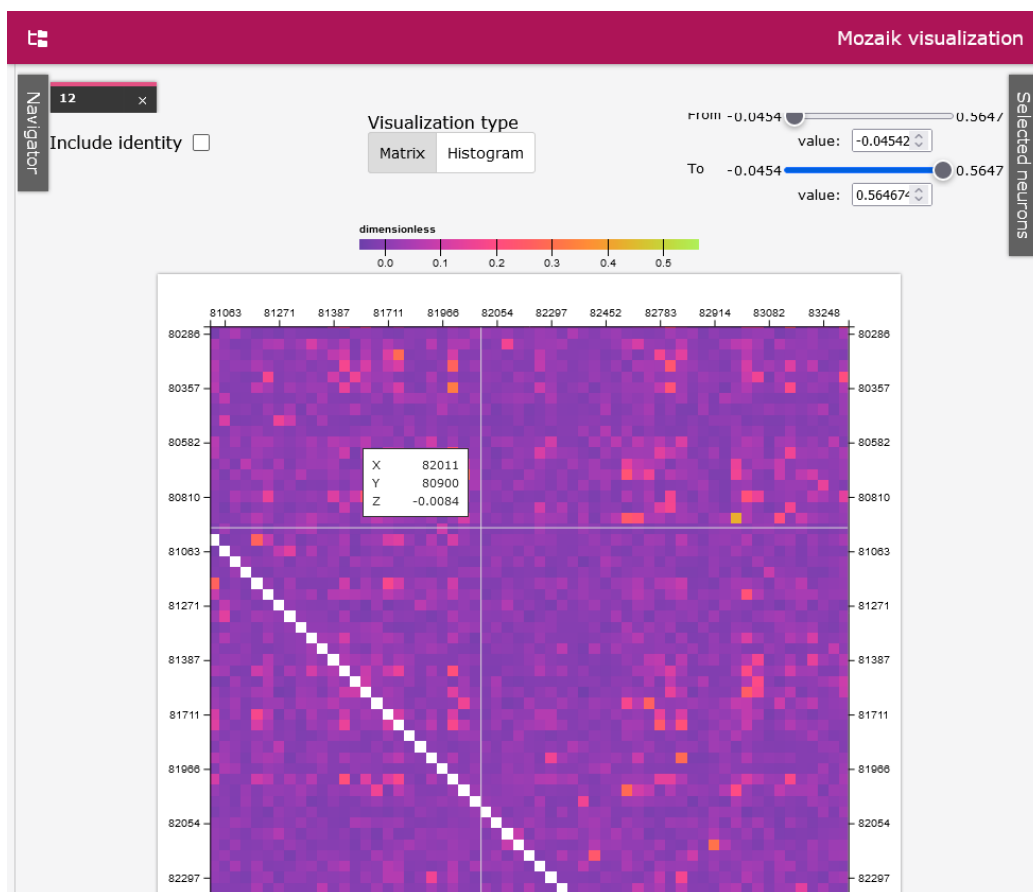 Mozaik visualization
Navigator
12 ×
Include identity
Visualization type
Matrix Histogram
From -0.0454 0.5647
value: -0.04542
To -0.0454 0.5647
value: 0.564674
Selected neurons
dimensionless
0.0 0.1 0.2 0.3 0.4 0.5
81063 81271 81387 81711 81966 82054 82297 82452 82783 82914 83082 83248
80286 80286
80357 80357
80582 80582
X 82011
Y 80900
Z -0.0084
80810 80810
81063 81063
81271 81271
81387 81387
81711 81711
81966 81966
82054 82054
82297 82297